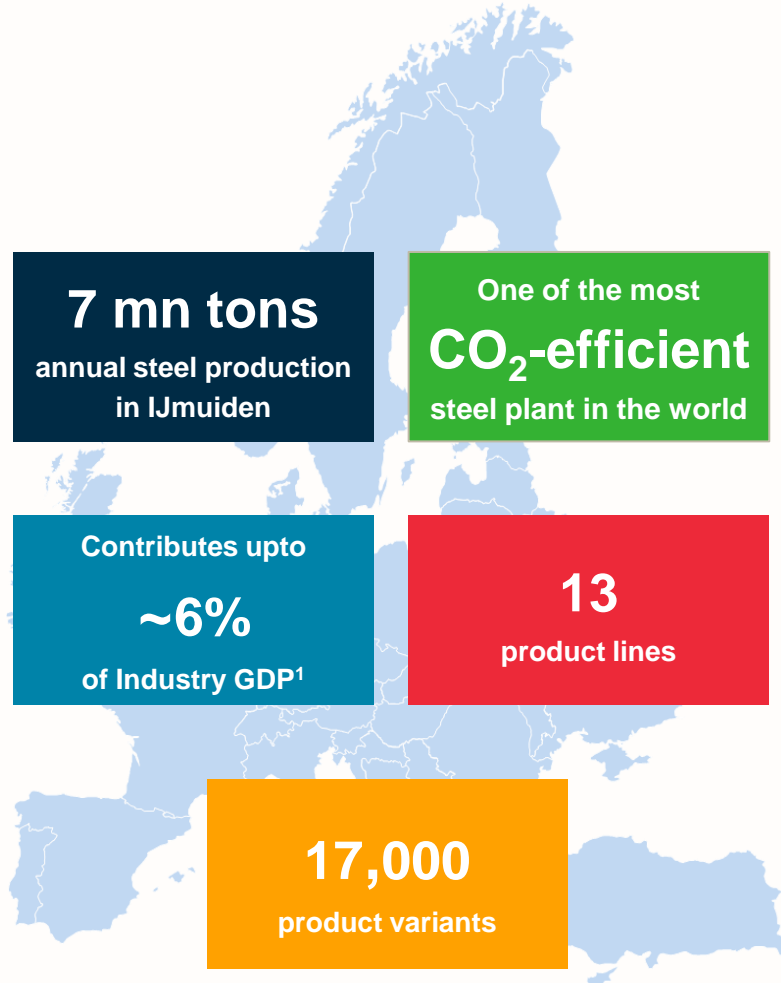 7 mn tons
annual steel production
in IJmuiden
One of the most
CO₂-efficient
steel plant in the world
Contributes upto
~6%
of Industry GDP¹
13
product lines
17,000
product variants